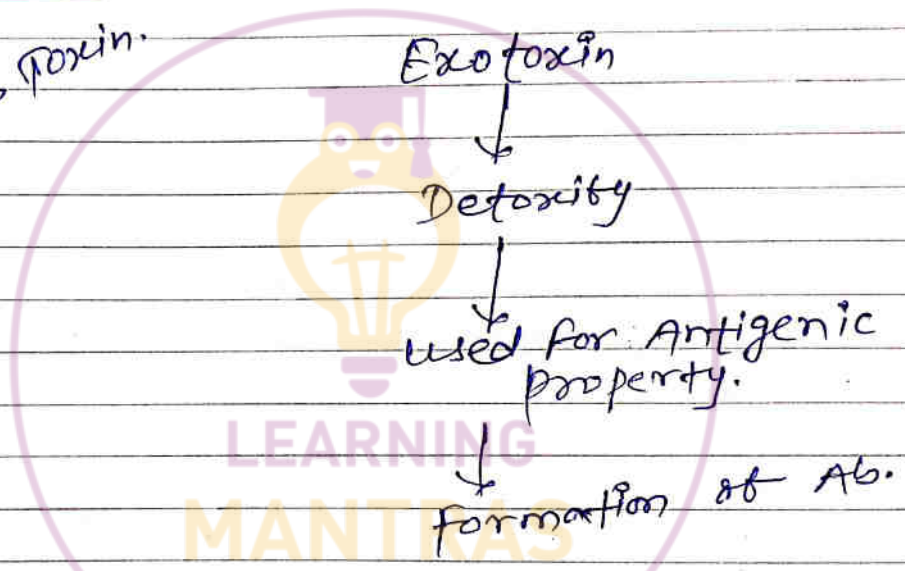 Toxin.
Exotoxin
Detoxify
used for Antigenic
property.
LEARNING
formation of Ab.
MANTRAS